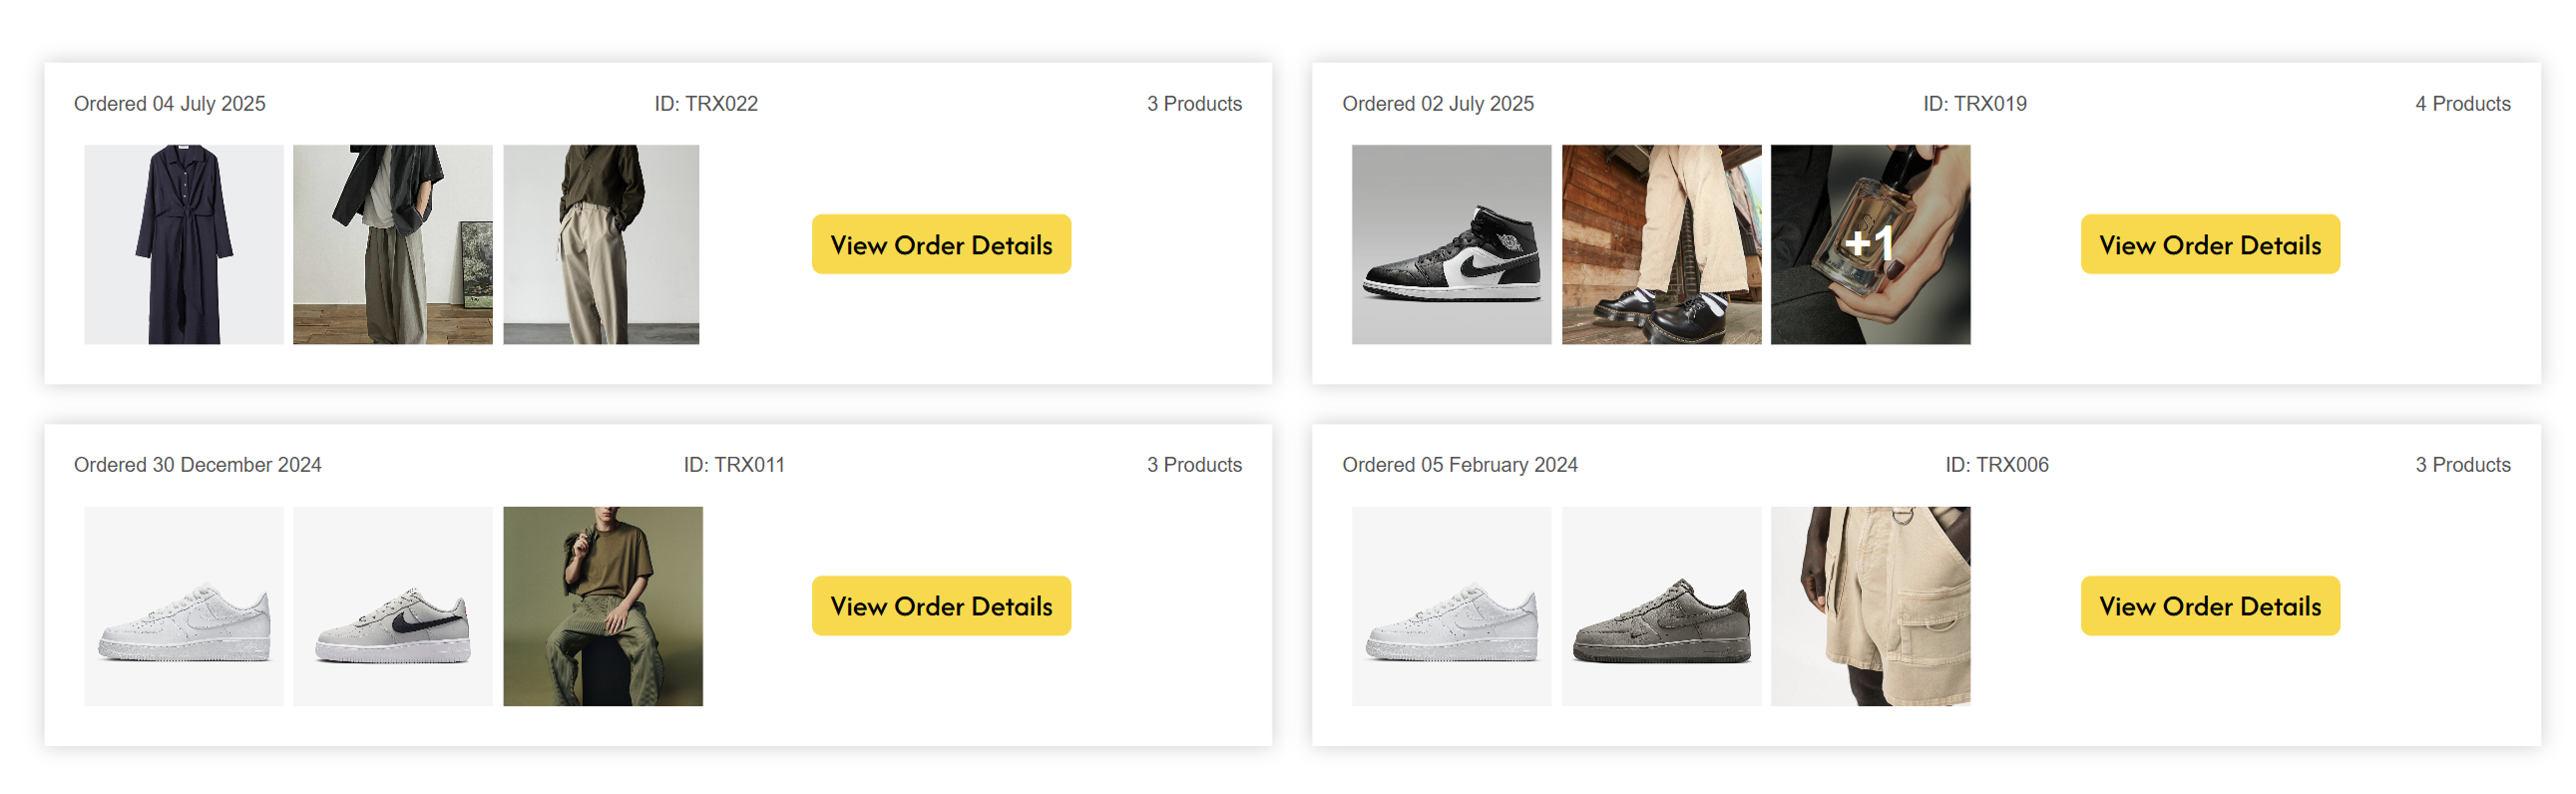 Ordered 04 July 2025
ID: TRX022
3 Products
View Order Details
Ordered 02 July 2025
ID: TRX019
4 Products
+1
View Order Details
Ordered 30 December 2024
ID: TRX011
3 Products
View Order Details
Ordered 05 February 2024
ID: TRX006
3 Products
View Order Details